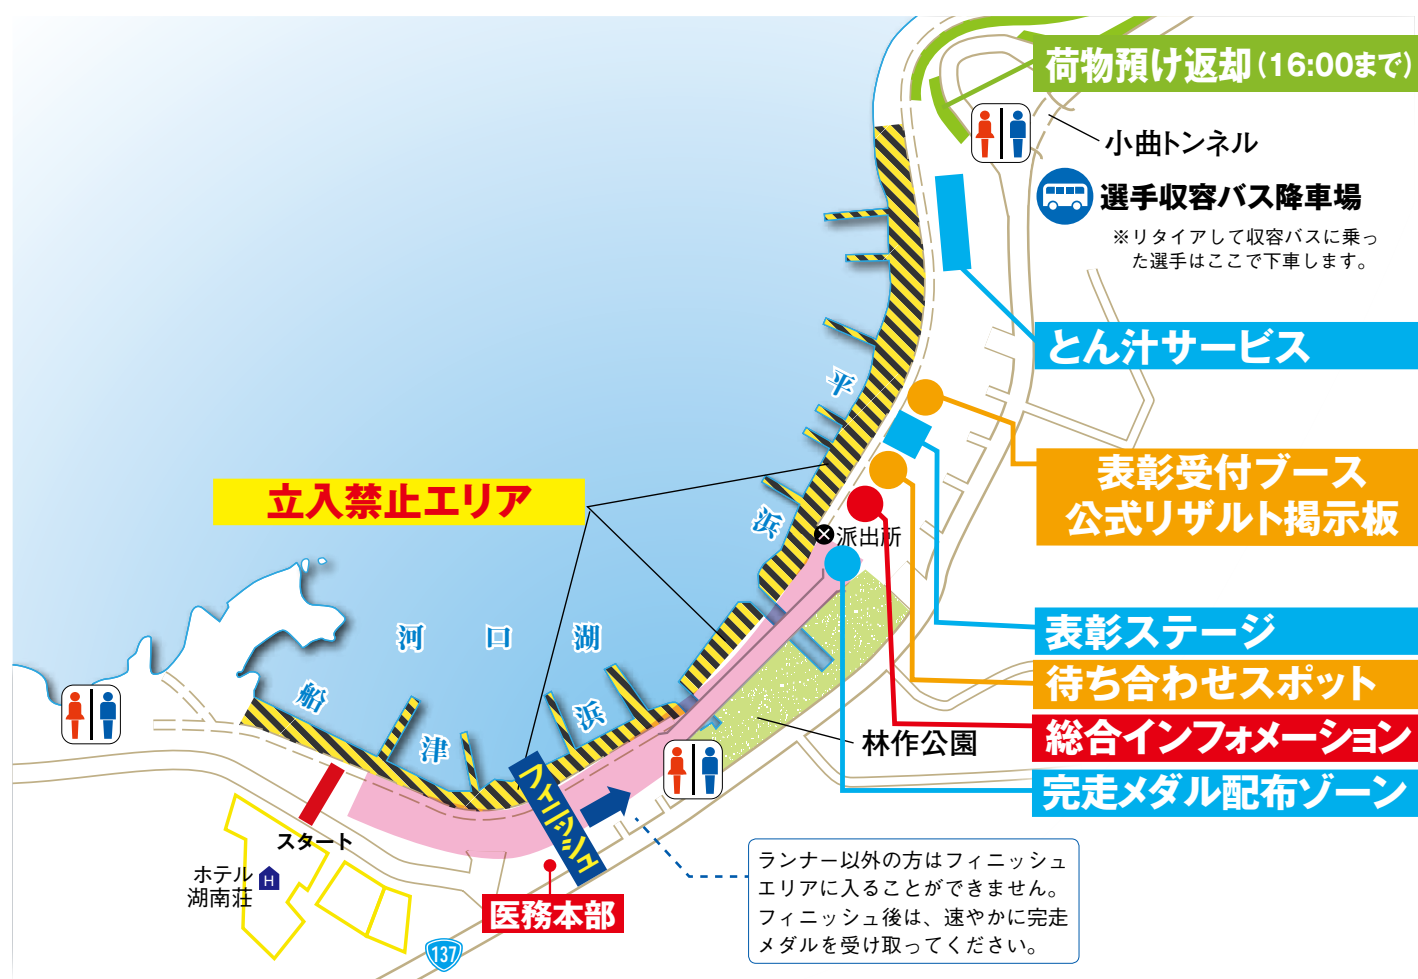 荷物預け返却(16:00まで)
小曲トンネル
選手収容バス降車場
※リタイアして収容バスに乗っ
た選手はここで下車します。
とん汁サービス
平
浜
表彰受付ブース
公式リザルト掲示板
立入禁止エリア
派出所
表彰ステージ
待ち合わせスポット
総合インフォメーション
完走メダル配布ゾーン
河口湖
船
津
浜
林作公園
フィニッシュ
スタート
ホテル
湖南荘
H
医務本部
137
ランナー以外の方はフィニッシュ
エリアに入ることができません。
フィニッシュ後は、速やかに完走
メダルを受け取ってください。